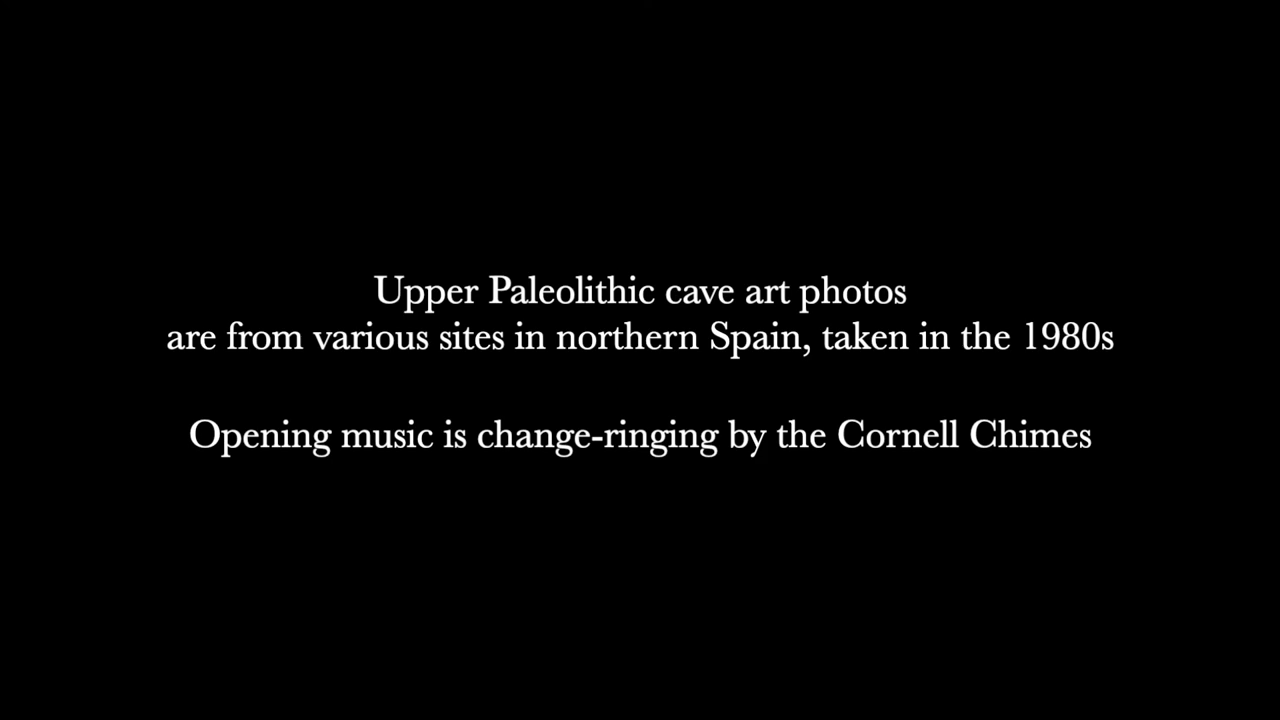 Upper Paleolithic cave art photos
are from various sites in northern Spain, taken in the 1980s
Opening music is change-ringing by the Cornell Chimes